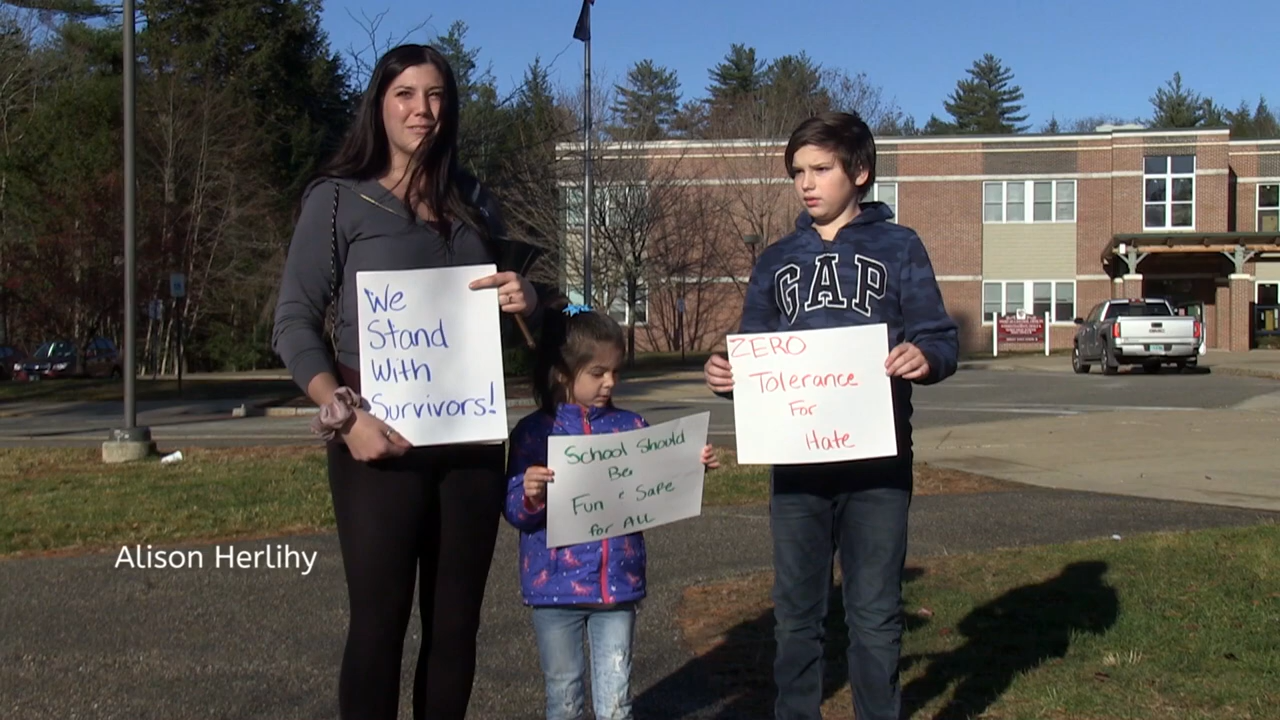 We
Stand
With
Survivors!
School Should
Be
Fun & Safe
for ALL
GAP
ZERO
Tolerance
For
Hate
Alison Herlihy